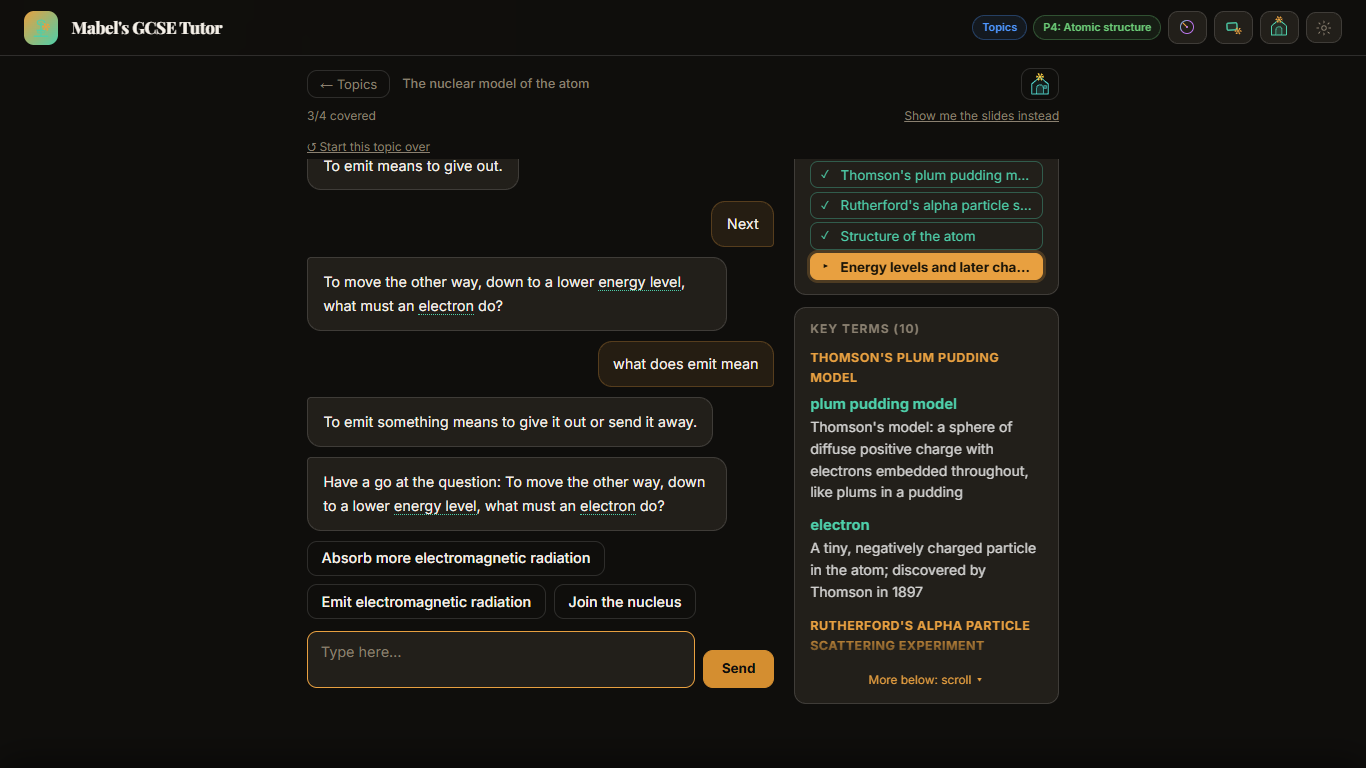 Mabel's GCSE Tutor
Topics
P4: Atomic structure
← Topics
The nuclear model of the atom
3/4 covered
Show me the slides instead
↺ Start this topic over
To emit means to give out.
Next
To move the other way, down to a lower energy level,
what must an electron do?
what does emit mean
To emit something means to give it out or send it away.
Have a go at the question: To move the other way, down
to a lower energy level, what must an electron do?
Absorb more electromagnetic radiation
Emit electromagnetic radiation
Join the nucleus
Type here...
Send
✓ Thomson's plum pudding m...
✓ Rutherford's alpha particle s...
✓ Structure of the atom
▸ Energy levels and later cha...
KEY TERMS (10)
THOMSON'S PLUM PUDDING
MODEL
plum pudding model
Thomson's model: a sphere of
diffuse positive charge with
electrons embedded throughout,
like plums in a pudding
electron
A tiny, negatively charged particle
in the atom; discovered by
Thomson in 1897
RUTHERFORD'S ALPHA PARTICLE
SCATTERING EXPERIMENT
More below: scroll ▾